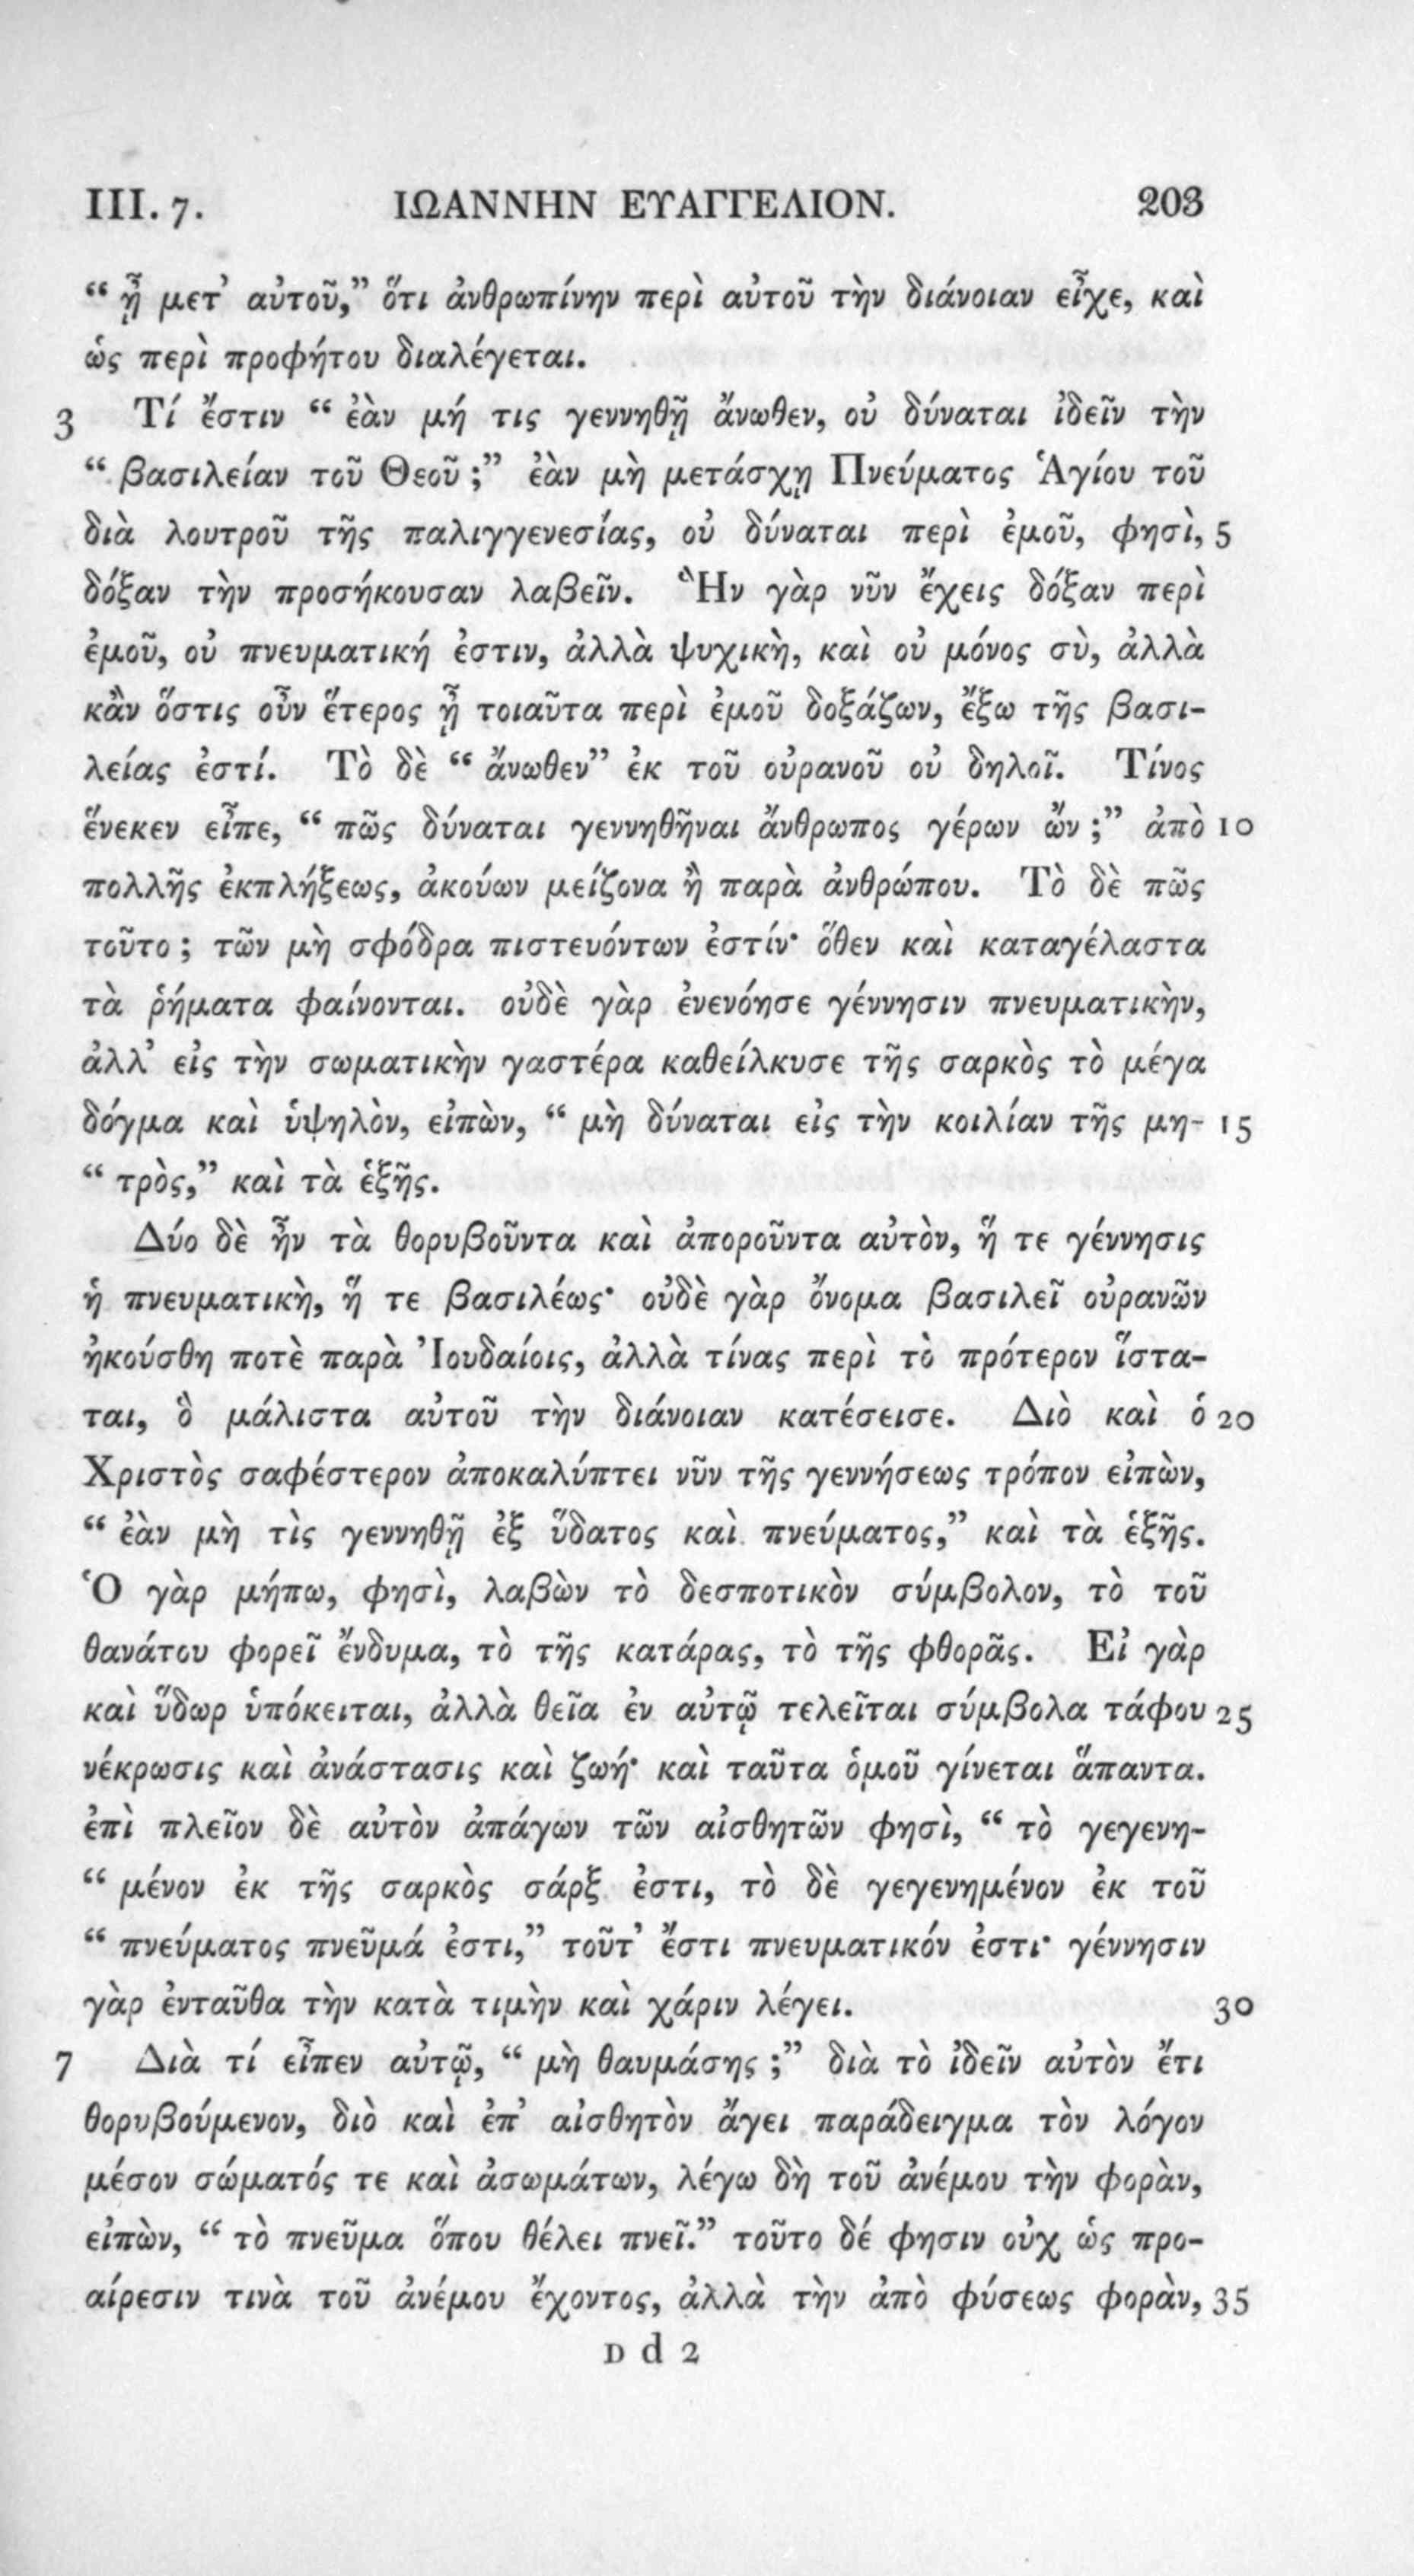 III. 7. ΙΩΑΝΝΗΝ ΕΥΑΓΓΕΛΙΟΝ. 203
“ ᾖ μετ’ αὐτοῦ,” ὅτι ἀνθρωπίνην περὶ αὐτοῦ τὴν διάνοιαν εἶχε, καὶ
ὡς περὶ προφήτου διαλέγεται.
3 Τί ἔστιν “ ἐὰν μή τις γεννηθῇ ἄνωθεν, οὐ δύναται ἰδεῖν τὴν
“ βασιλείαν τοῦ Θεοῦ ;” ἐὰν μὴ μετάσχῃ Πνεύματος Ἁγίου τοῦ
διὰ λουτροῦ τῆς παλιγγενεσίας, οὐ δύναται περὶ ἐμοῦ, φησὶ, 5
δόξαν τὴν προσήκουσαν λαβεῖν. Ἣν γὰρ νῦν ἔχεις δόξαν περὶ
ἐμοῦ, οὐ πνευματική ἐστιν, ἀλλὰ ψυχικὴ, καὶ οὐ μόνος σὺ, ἀλλὰ
κἂν ὅστις οὖν ἕτερος ᾖ τοιαῦτα περὶ ἐμοῦ δοξάζων, ἔξω τῆς βασι-
λείας ἐστί. Τὸ δὲ “ ἄνωθεν” ἐκ τοῦ οὐρανοῦ οὐ δηλοῖ. Τίνος
ἕνεκεν εἶπε, “ πῶς δύναται γεννηθῆναι ἄνθρωπος γέρων ὤν ;” ἀπὸ 10
πολλῆς ἐκπλήξεως, ἀκούων μείζονα ἢ παρὰ ἀνθρώπου. Τὸ δὲ πῶς
τοῦτο ; τῶν μὴ σφόδρα πιστευόντων ἐστίν· ὅθεν καὶ καταγέλαστα
τὰ ῥήματα φαίνονται. οὐδὲ γὰρ ἐνενόησε γέννησιν πνευματικὴν,
ἀλλ’ εἰς τὴν σωματικὴν γαστέρα καθείλκυσε τῆς σαρκὸς τὸ μέγα
δόγμα καὶ ὑψηλὸν, εἰπὼν, “ μὴ δύναται εἰς τὴν κοιλίαν τῆς μη- 15
“ τρὸς,” καὶ τὰ ἑξῆς.
Δύο δὲ ἦν τὰ θορυβοῦντα καὶ ἀποροῦντα αὐτὸν, ἥ τε γέννησις
ἡ πνευματικὴ, ἥ τε βασιλέως· οὐδὲ γὰρ ὄνομα βασιλεῖ οὐρανῶν
ἠκούσθη ποτὲ παρὰ Ἰουδαίοις, ἀλλὰ τίνας περὶ τὸ πρότερον ἵστα-
ται, ὃ μάλιστα αὐτοῦ τὴν διάνοιαν κατέσεισε. Διὸ καὶ ὁ 20
Χριστὸς σαφέστερον ἀποκαλύπτει νῦν τῆς γεννήσεως τρόπον εἰπὼν,
“ ἐὰν μὴ τὶς γεννηθῇ ἐξ ὕδατος καὶ πνεύματος,” καὶ τὰ ἑξῆς.
Ὁ γὰρ μήπω, φησὶ, λαβὼν τὸ δεσποτικὸν σύμβολον, τὸ τοῦ
θανάτου φορεῖ ἔνδυμα, τὸ τῆς κατάρας, τὸ τῆς φθορᾶς. Εἰ γὰρ
καὶ ὕδωρ ὑπόκειται, ἀλλὰ θεῖα ἐν αὐτῷ τελεῖται σύμβολα τάφου 25
νέκρωσις καὶ ἀνάστασις καὶ ζωή· καὶ ταῦτα ὁμοῦ γίνεται ἅπαντα.
ἐπὶ πλεῖον δὲ αὐτὸν ἀπάγων τῶν αἰσθητῶν φησὶ, “ τὸ γεγενη-
“ μένον ἐκ τῆς σαρκὸς σάρξ ἐστι, τὸ δὲ γεγενημένον ἐκ τοῦ
“ πνεύματος πνεῦμά ἐστι,” τοῦτ’ ἔστι πνευματικόν ἐστι· γέννησιν
γὰρ ἐνταῦθα τὴν κατὰ τιμὴν καὶ χάριν λέγει. 30
7 Διὰ τί εἶπεν αὐτῷ, “ μὴ θαυμάσης ;” διὰ τὸ ἰδεῖν αὐτὸν ἔτι
θορυβούμενον, διὸ καὶ ἐπ’ αἰσθητὸν ἄγει παράδειγμα τὸν λόγον
μέσον σώματός τε καὶ ἀσωμάτων, λέγω δὴ τοῦ ἀνέμου τὴν φορὰν,
εἰπὼν, “ τὸ πνεῦμα ὅπου θέλει πνεῖ.” τοῦτο δέ φησιν οὐχ ὡς προ-
αίρεσιν τινὰ τοῦ ἀνέμου ἔχοντος, ἀλλὰ τὴν ἀπὸ φύσεως φορὰν, 35
D d 2